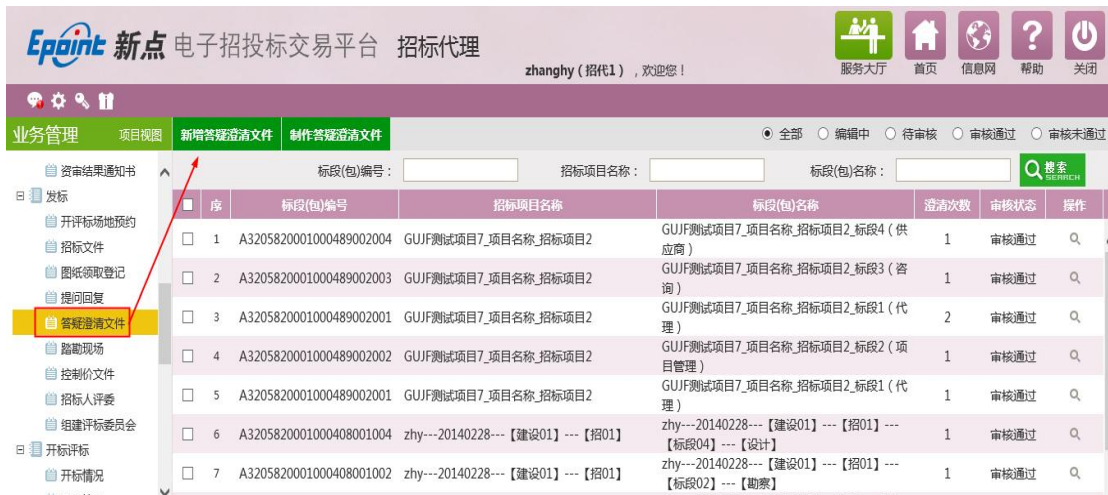 Epoint 新点 电子招投标交易平台 招标代理
zhanghy ( 招代1 ) , 欢迎您 !
服务大厅 首页 信息网 帮助 关闭
业务管理 项目视图
资审结果通知书
发标
开评标场地预约
招标文件
图纸领取登记
提问回复
答疑澄清文件
踏勘现场
控制价文件
招标人评委
组建评标委员会
开标评标
开标情况
新增答疑澄清文件 制作答疑澄清文件
全部 编辑中 待审核 审核通过 审核未通过
标段(包)编号 : 招标项目名称 : 标段(包)名称 : 搜索 SEARCH
序 标段(包)编号 招标项目名称 标段(包)名称 澄清次数 审核状态 操作
1 A3205820001000489002004 GUJF测试项目7_项目名称_招标项目2 GUJF测试项目7_项目名称_招标项目2_标段4 ( 供
应商 ) 1 审核通过
2 A3205820001000489002003 GUJF测试项目7_项目名称_招标项目2 GUJF测试项目7_项目名称_招标项目2_标段3 ( 咨
询 ) 1 审核通过
3 A3205820001000489002001 GUJF测试项目7_项目名称_招标项目2 GUJF测试项目7_项目名称_招标项目2_标段1 ( 代
理 ) 2 审核通过
4 A3205820001000489002002 GUJF测试项目7_项目名称_招标项目2 GUJF测试项目7_项目名称_招标项目2_标段2 ( 项
目管理 ) 1 审核通过
5 A3205820001000489002001 GUJF测试项目7_项目名称_招标项目2 GUJF测试项目7_项目名称_招标项目2_标段1 ( 代
理 ) 1 审核通过
6 A3205820001000408001004 zhy---20140228---【建设01】---【招01】 zhy---20140228---【建设01】---【招01】---
【标段04】---【设计】 1 审核通过
7 A3205820001000408001002 zhy---20140228---【建设01】---【招01】 zhy---20140228---【建设01】---【招01】---
【标段02】---【勘察】 1 审核通过